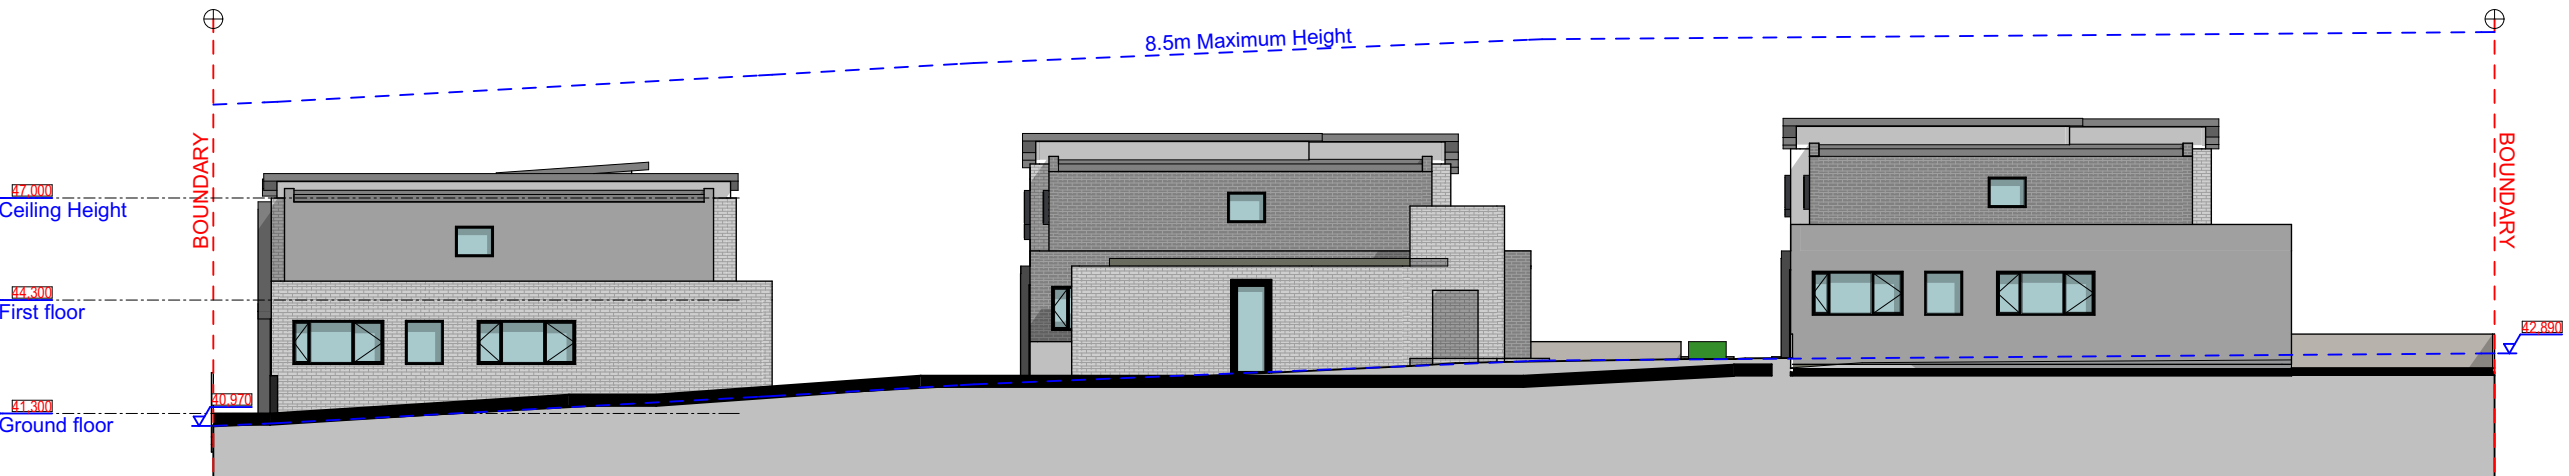 8.5m Maximum Height
BOUNDARY
BOUNDARY
47,000
Ceiling Height
44,300
First floor
42,890
40,970
41,300
Ground floor